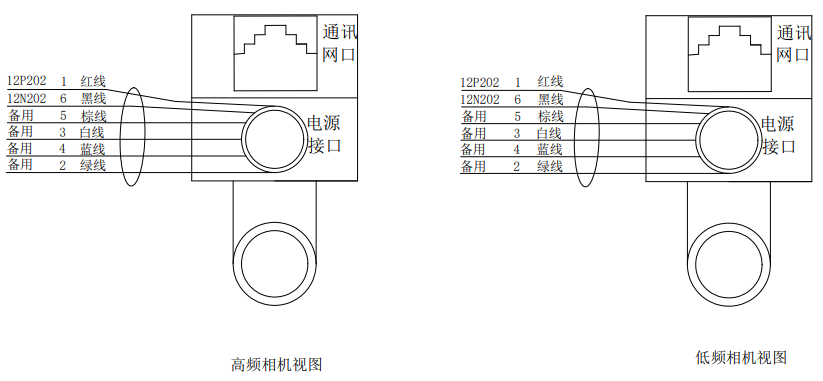 通讯
网口
12P202 1 红线
12N202 6 黑线
备用 5 棕线
备用 3 白线
备用 4 蓝线
备用 2 绿线
电源
接口
高频相机视图
通讯
网口
12P202 1 红线
12N202 6 黑线
备用 5 棕线
备用 3 白线
备用 4 蓝线
备用 2 绿线
电源
接口
低频相机视图